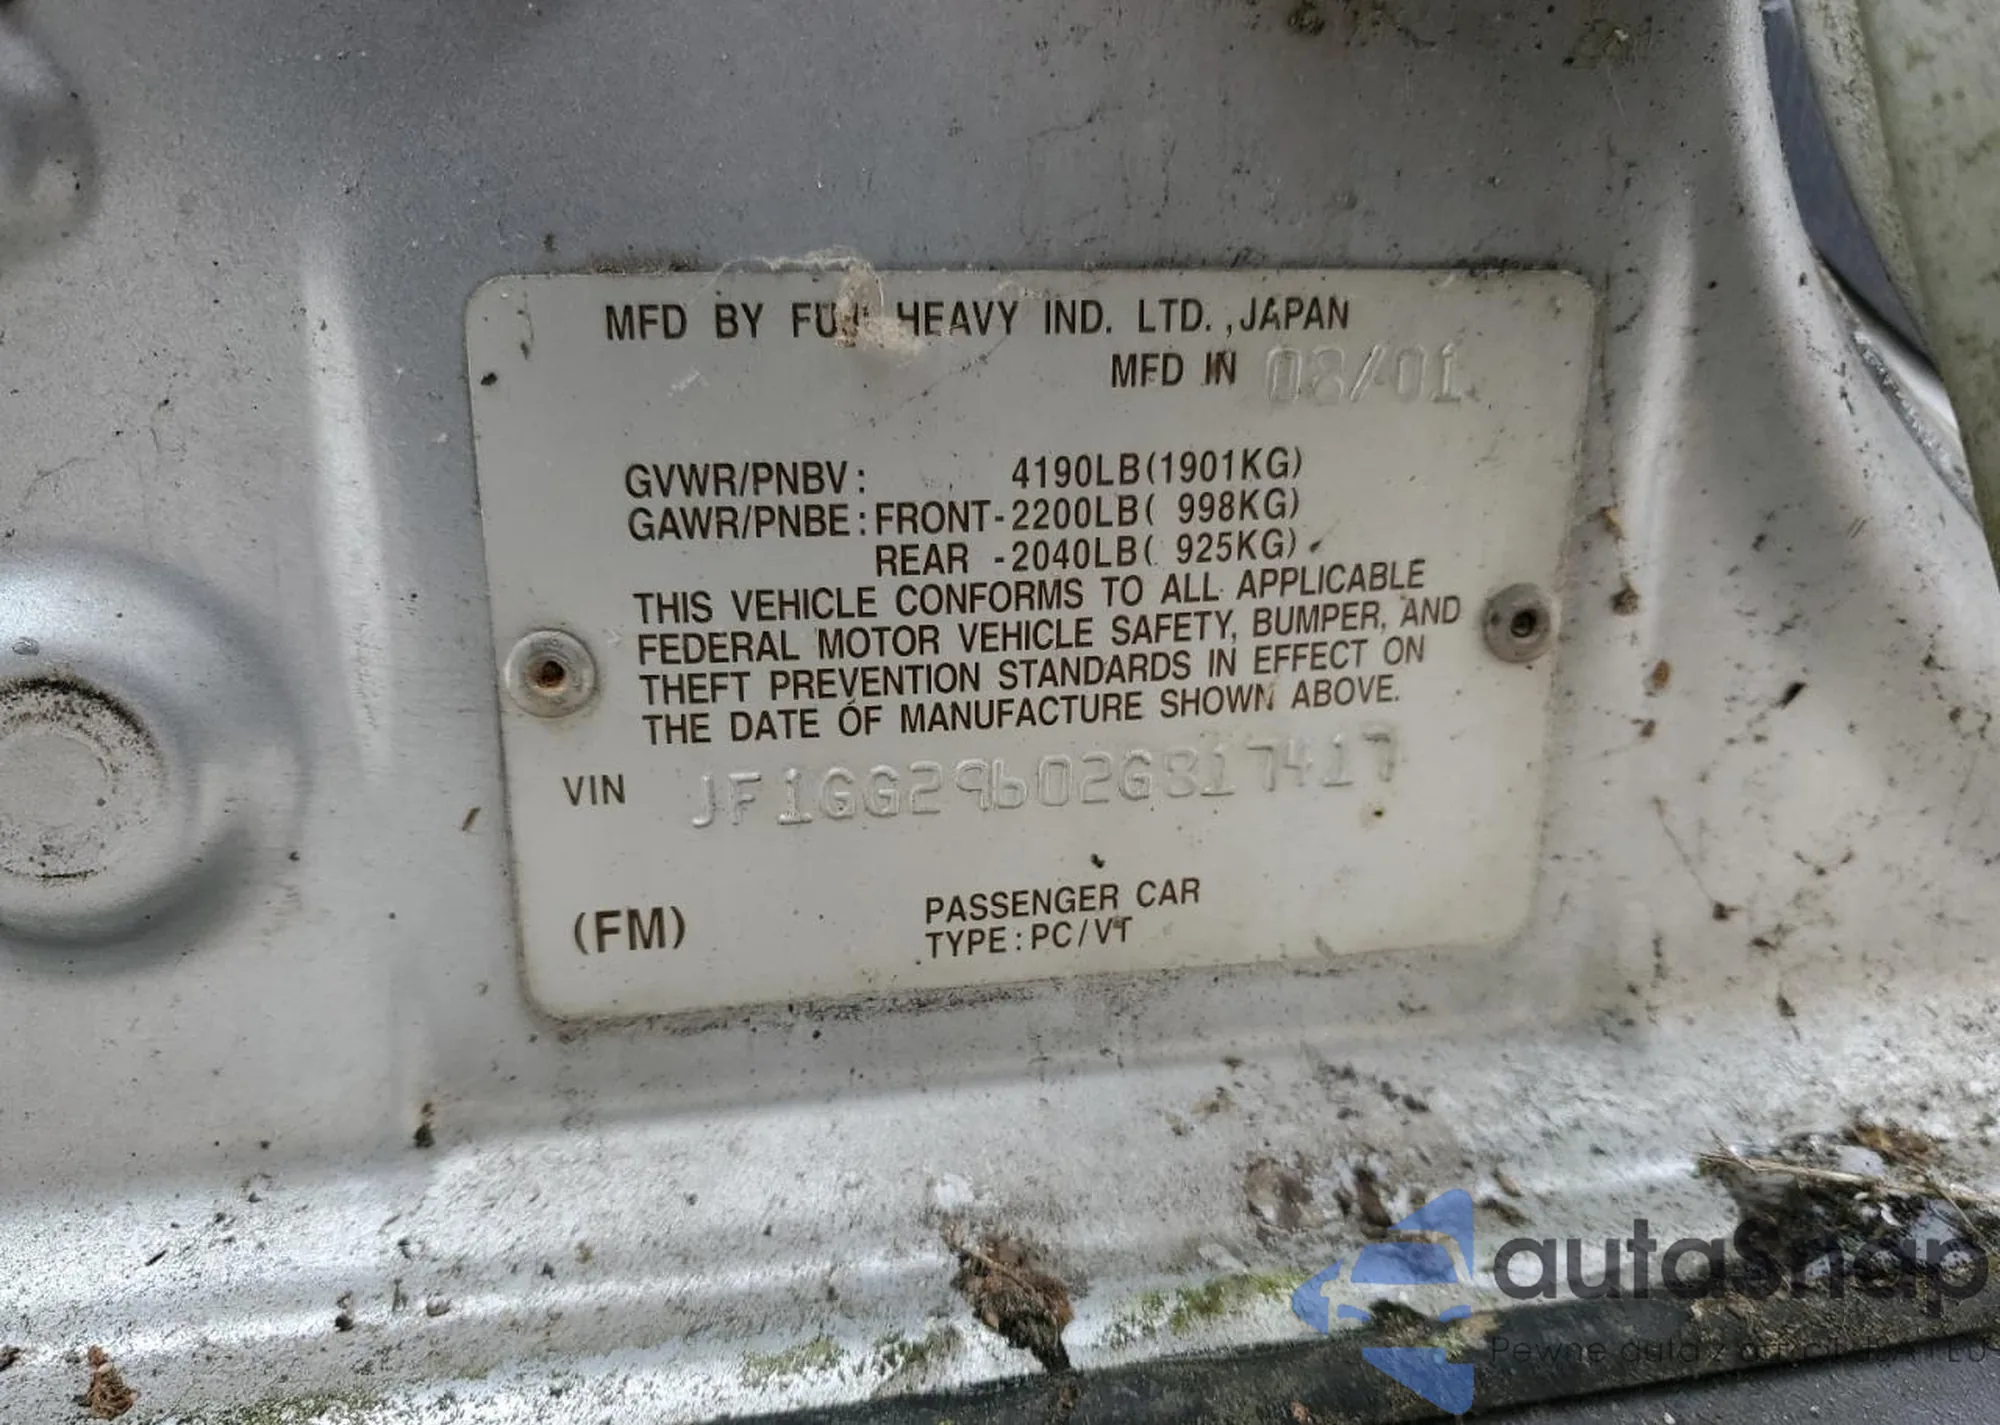 MFD BY FUJI HEAVY IND. LTD., JAPAN
MFD IN 08/01
GVWR/PNBV: 4190LB(1901KG)
GAWR/PNBE: FRONT-2200LB( 998KG)
REAR -2040LB( 925KG)
THIS VEHICLE CONFORMS TO ALL APPLICABLE
FEDERAL MOTOR VEHICLE SAFETY, BUMPER, AND
THEFT PREVENTION STANDARDS IN EFFECT ON
THE DATE OF MANUFACTURE SHOWN ABOVE.
VIN JF1GG29602G817417
(FM)
PASSENGER CAR
TYPE: PC/VT
autasnap
Pewne auta z